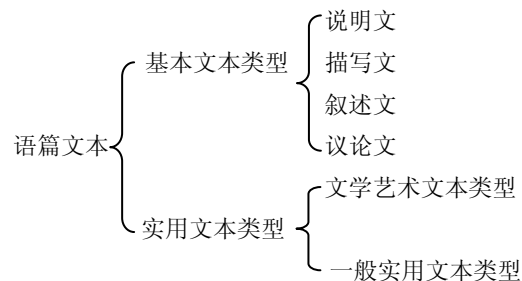 说明文
基本文本类型
描写文
叙述文
语篇文本
议论文
文学艺术文本类型
实用文本类型
一般实用文本类型